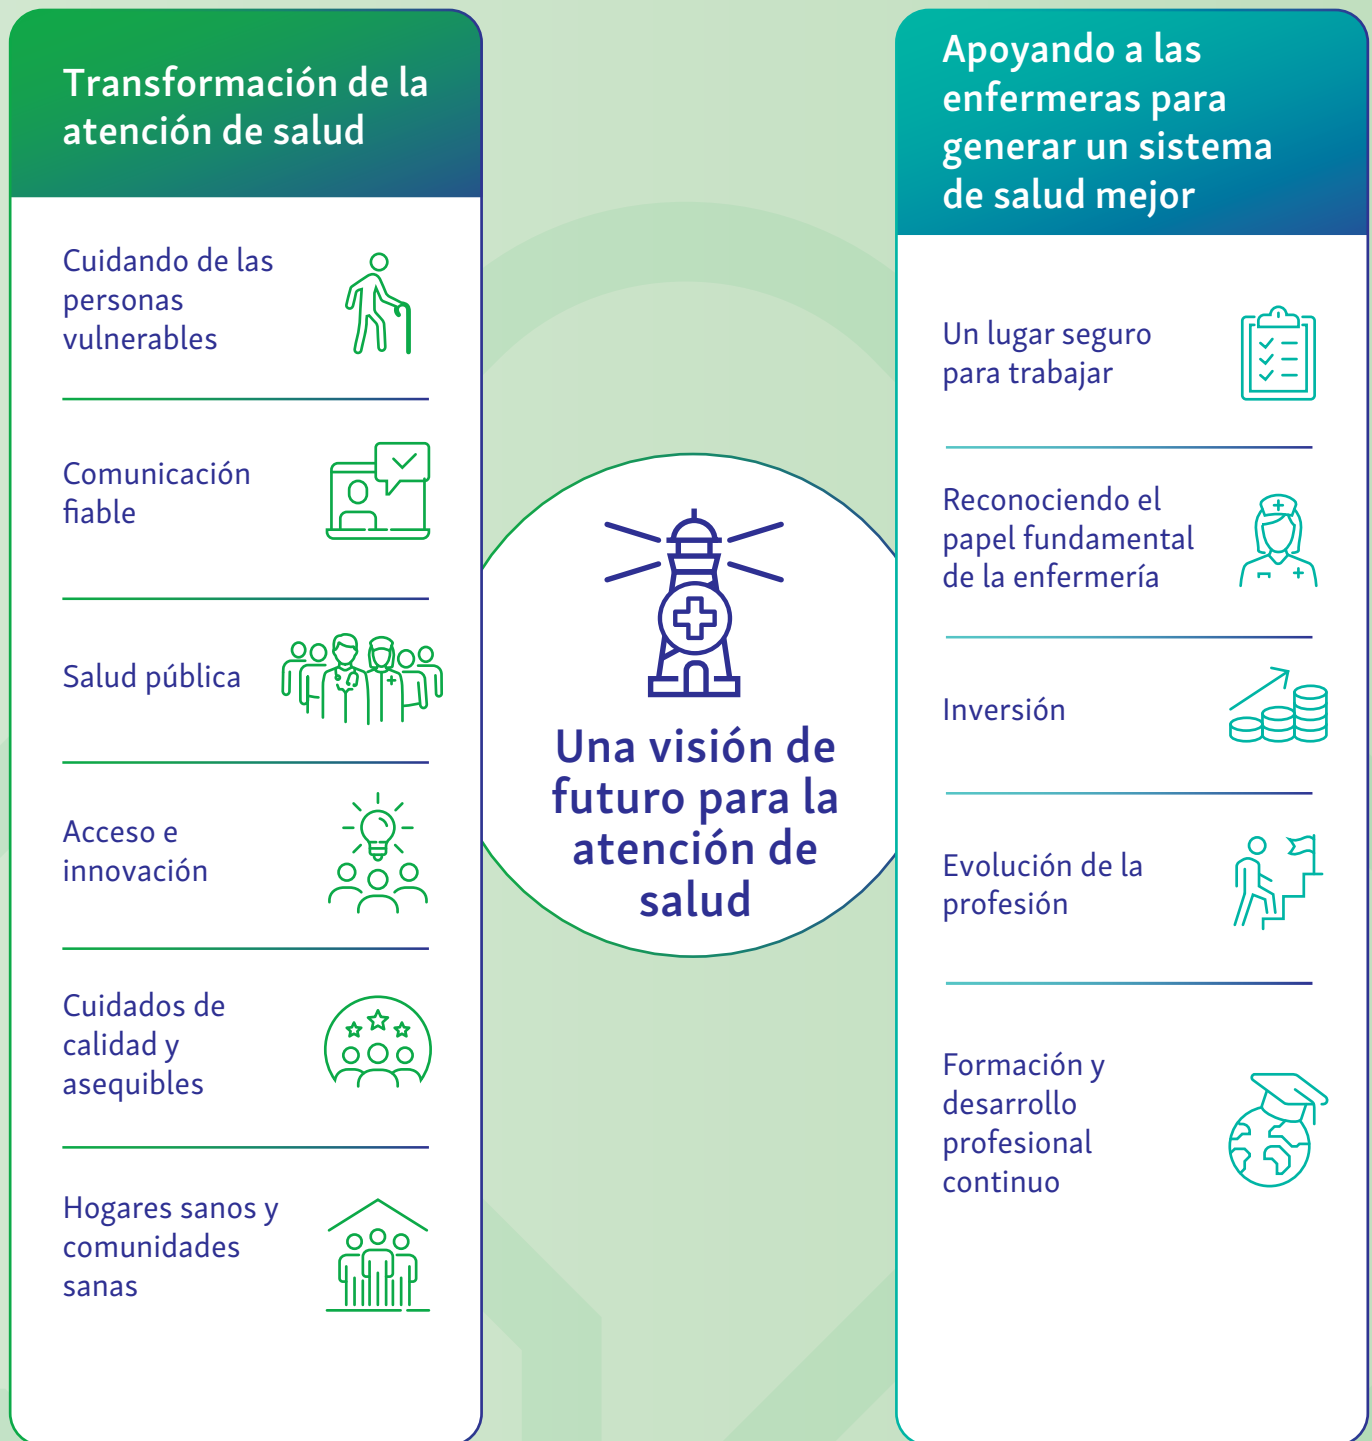 Transformación de la
atención de salud
Cuidando de las
personas
vulnerables
Comunicación
fiable
Salud pública
Acceso e
innovación
Cuidados de
calidad y
asequibles
Hogares sanos y
comunidades
sanas
Una visión de
futuro para la
atención de
salud
Apoyando a las
enfermeras para
generar un sistema
de salud mejor
Un lugar seguro
para trabajar
Reconociendo el
papel fundamental
de la enfermería
Inversión
Evolución de la
profesión
Formación y
desarrollo
profesional
continuo